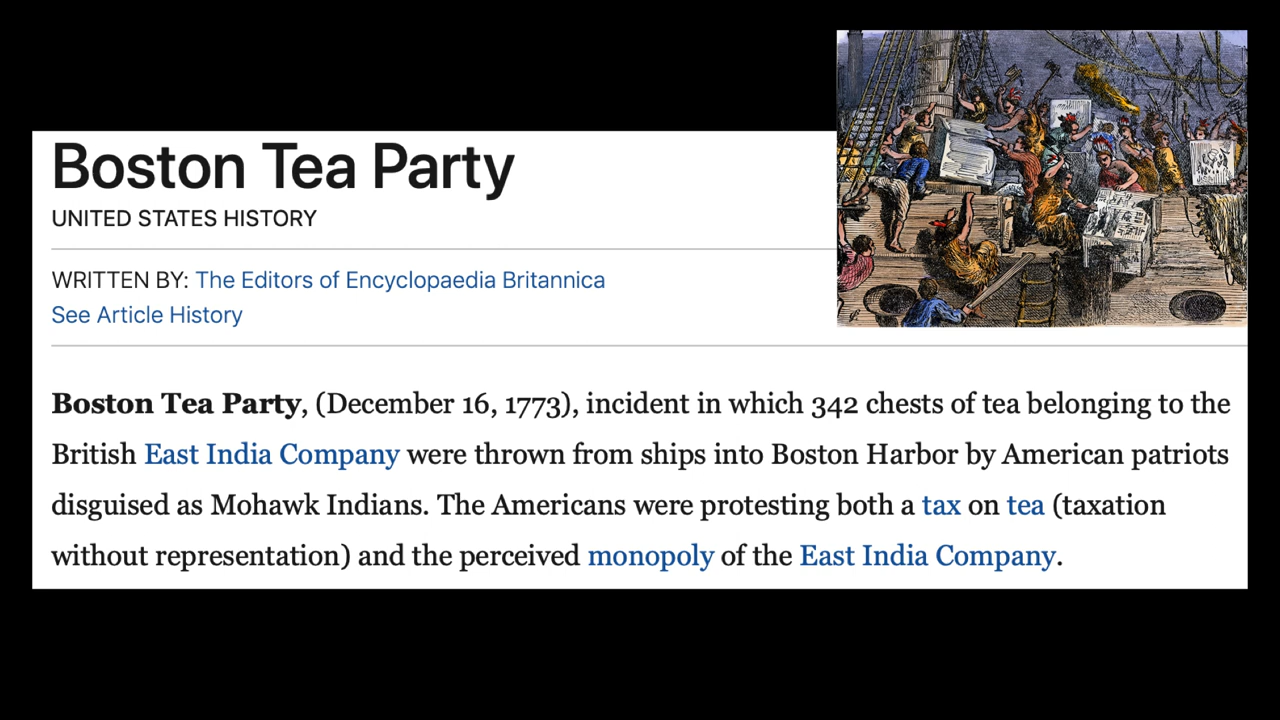 Boston Tea Party
UNITED STATES HISTORY
WRITTEN BY: The Editors of Encyclopaedia Britannica
See Article History
Boston Tea Party, (December 16, 1773), incident in which 342 chests of tea belonging to the
British East India Company were thrown from ships into Boston Harbor by American patriots
disguised as Mohawk Indians. The Americans were protesting both a tax on tea (taxation
without representation) and the perceived monopoly of the East India Company.